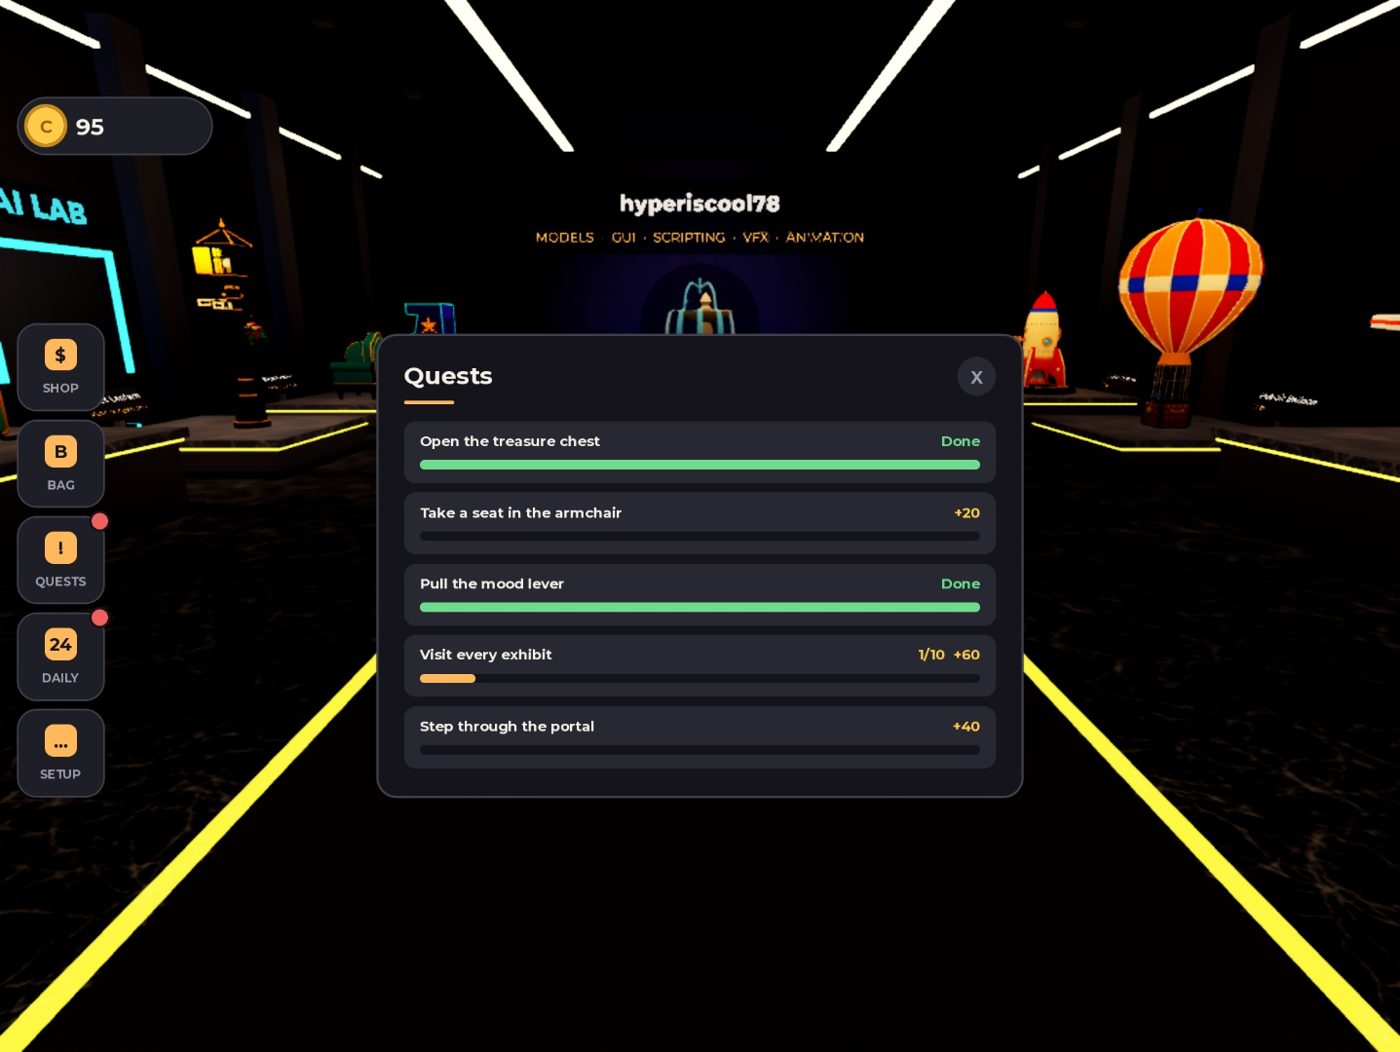 C 95
AI LAB
hyperiscool78
MODELS · GUI · SCRIPTING · VFX · ANIMATION
$
SHOP
B
BAG
!
QUESTS
24
DAILY
...
SETUP
Quests
X
Open the treasure chest Done
Take a seat in the armchair +20
Pull the mood lever Done
Visit every exhibit 1/10 +60
Step through the portal +40